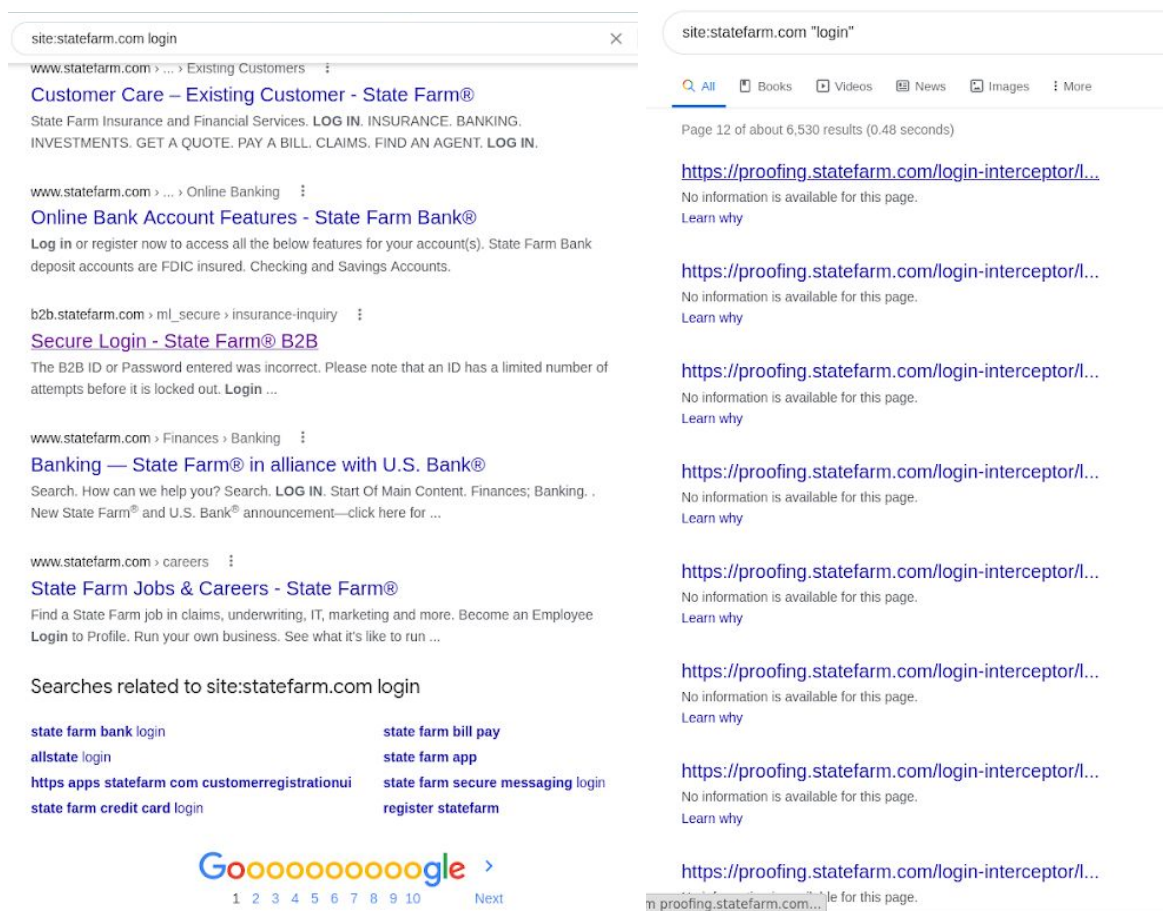 site:statefarm.com login
www.statefarm.com › ... › Existing Customers
Customer Care – Existing Customer - State Farm®
State Farm Insurance and Financial Services. LOG IN. INSURANCE. BANKING.
INVESTMENTS. GET A QUOTE. PAY A BILL. CLAIMS. FIND AN AGENT. LOG IN.
www.statefarm.com › ... › Online Banking
Online Bank Account Features - State Farm Bank®
Log in or register now to access all the below features for your account(s). State Farm Bank
deposit accounts are FDIC insured. Checking and Savings Accounts.
b2b.statefarm.com › ml_secure › insurance-inquiry
Secure Login - State Farm® B2B
The B2B ID or Password entered was incorrect. Please note that an ID has a limited number of
attempts before it is locked out. Login ...
www.statefarm.com › Finances › Banking
Banking — State Farm® in alliance with U.S. Bank®
Search. How can we help you? Search. LOG IN. Start Of Main Content. Finances; Banking. .
New State Farm® and U.S. Bank® announcement—click here for ...
www.statefarm.com › careers
State Farm Jobs & Careers - State Farm®
Find a State Farm job in claims, underwriting, IT, marketing and more. Become an Employee
Login to Profile. Run your own business. See what it's like to run ...
Searches related to site:statefarm.com login
state farm bank login
allstate login
https apps statefarm com customerregistrationui
state farm credit card login
state farm bill pay
state farm app
state farm secure messaging login
register statefarm
Goooooooooogle >
1 2 3 4 5 6 7 8 9 10 Next
site:statefarm.com "login"
All Books Videos News Images More
Page 12 of about 6,530 results (0.48 seconds)
https://proofing.statefarm.com/login-interceptor/l...
No information is available for this page.
Learn why
https://proofing.statefarm.com/login-interceptor/l...
No information is available for this page.
Learn why
https://proofing.statefarm.com/login-interceptor/l...
No information is available for this page.
Learn why
https://proofing.statefarm.com/login-interceptor/l...
No information is available for this page.
Learn why
https://proofing.statefarm.com/login-interceptor/l...
No information is available for this page.
Learn why
https://proofing.statefarm.com/login-interceptor/l...
No information is available for this page.
Learn why
https://proofing.statefarm.com/login-interceptor/l...
No information is available for this page.
Learn why
https://proofing.statefarm.com/login-interceptor/l...
le for this page.
m proofing.statefarm.com...